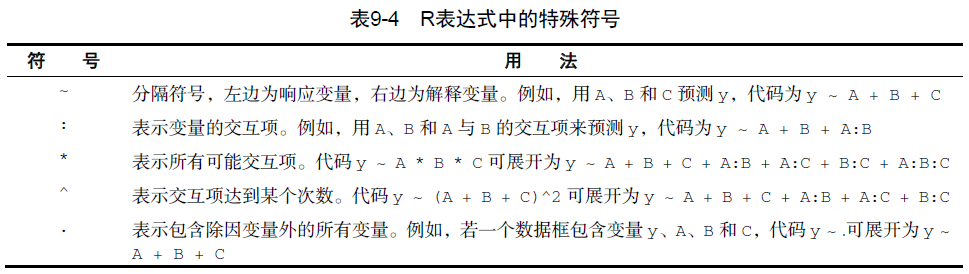 表9-4 R表达式中的特殊符号
符 号 用 法
~ 分隔符号，左边为响应变量，右边为解释变量。例如，用A、B和C预测y，代码为y ~ A + B + C
: 表示变量的交互项。例如，用A、B和A与B的交互项来预测y，代码为y ~ A + B + A:B
* 表示所有可能交互项。代码y ~ A * B * C可展开为y ~ A + B + C + A:B + A:C + B:C + A:B:C
^ 表示交互项达到某个次数。代码y ~ (A + B + C)^2可展开为y ~ A + B + C + A:B + A:C + B:C
. 表示包含除因变量外的所有变量。例如，若一个数据框包含变量y、A、B和C，代码y ~ .可展开为y ~
A + B + C